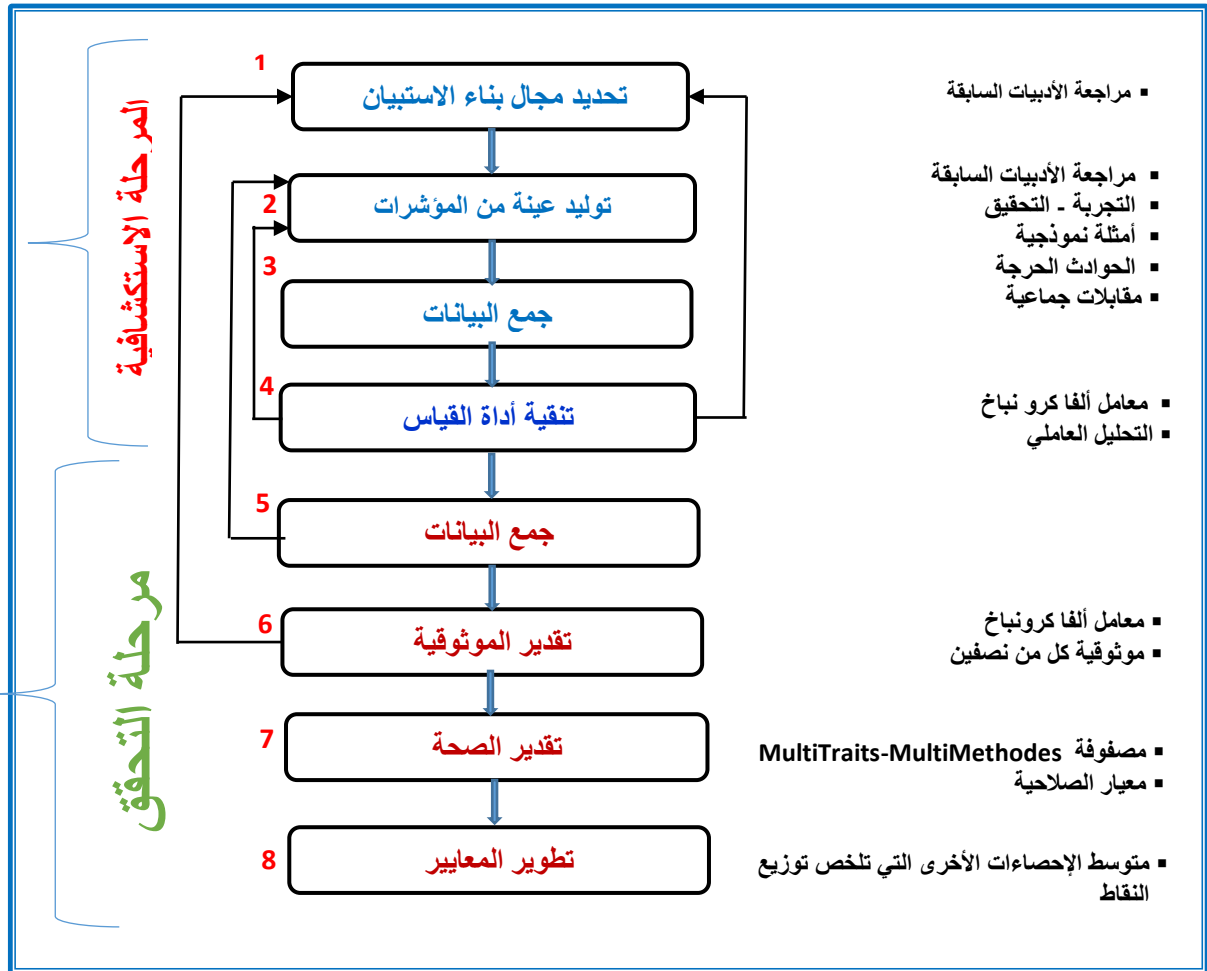 المرحلة الاستكشافية
1
تحديد مجال بناء الاستبيان
▪ مراجعة الأدبيات السابقة
2
توليد عينة من المؤشرات
▪ مراجعة الأدبيات السابقة
▪ التجربة - التحقيق
▪ أمثلة نموذجية
▪ الحوادث الحرجة
▪ مقابلات جماعية
3
جمع البيانات
4
تنقية أداة القياس
▪ معامل ألفا كرو نباخ
▪ التحليل العاملي
مرحلة التحقق
5
جمع البيانات
6
تقدير الموثوقية
▪ معامل ألفا كرونباخ
▪ موثوقية كل من نصفين
7
تقدير الصحة
▪ مصفوفة MultiTraits-MultiMethodes
▪ معيار الصلاحية
8
تطوير المعايير
▪ متوسط الإحصاءات الأخرى التي تلخص توزيع
النقاط